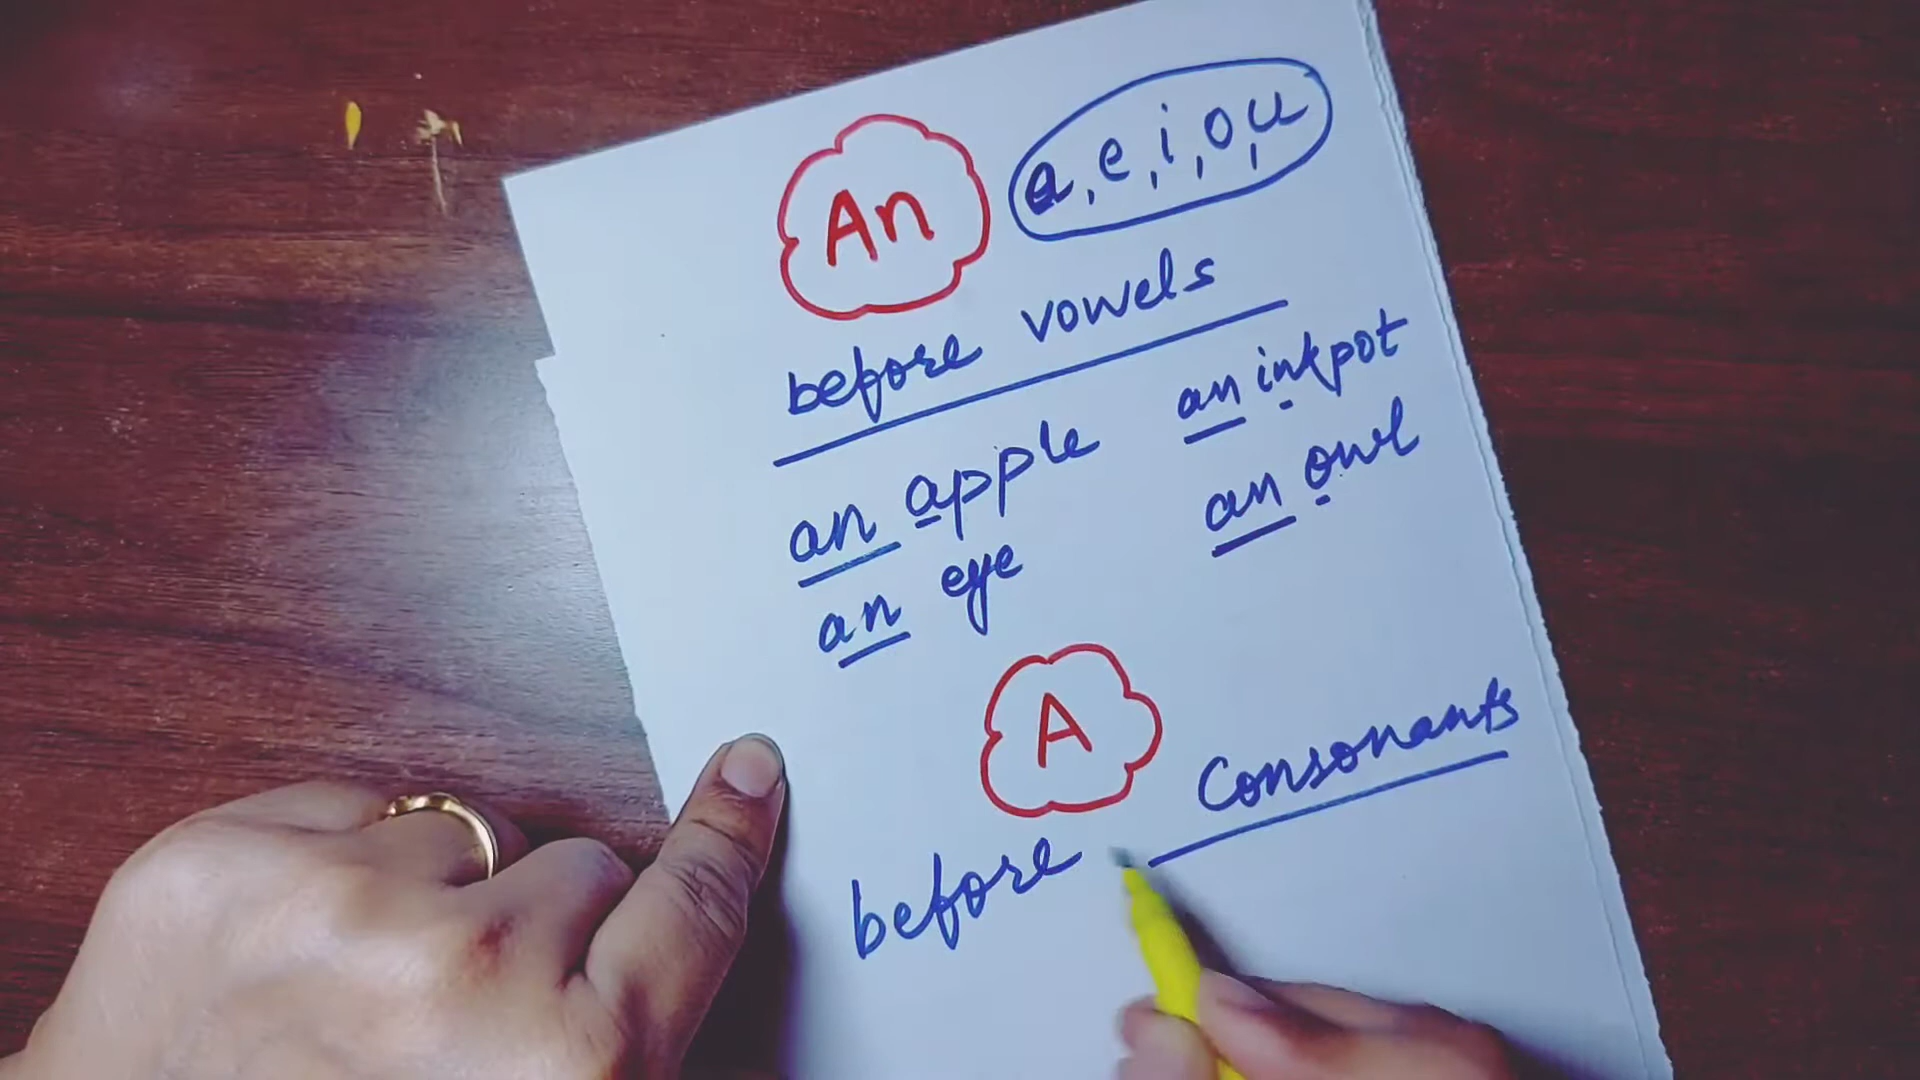 An a, e, i, o, u
before vowels
an apple an inkpot
an eye an owl
A
before Consonants